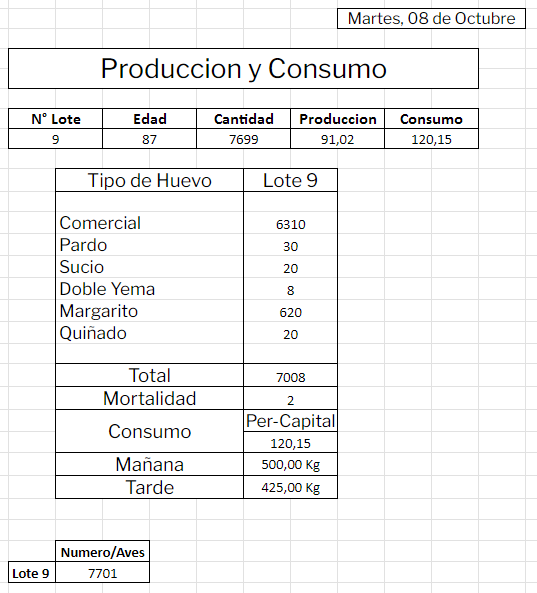 Martes, 08 de Octubre
Produccion y Consumo
N° Lote Edad Cantidad Produccion Consumo
9 87 7699 91,02 120,15
Tipo de Huevo Lote 9
Comercial 6310
Pardo 30
Sucio 20
Doble Yema 8
Margarito 620
Quiñado 20
Total 7008
Mortalidad 2
Consumo Per-Capital
120,15
Mañana 500,00 Kg
Tarde 425,00 Kg
Numero/Aves
Lote 9 7701